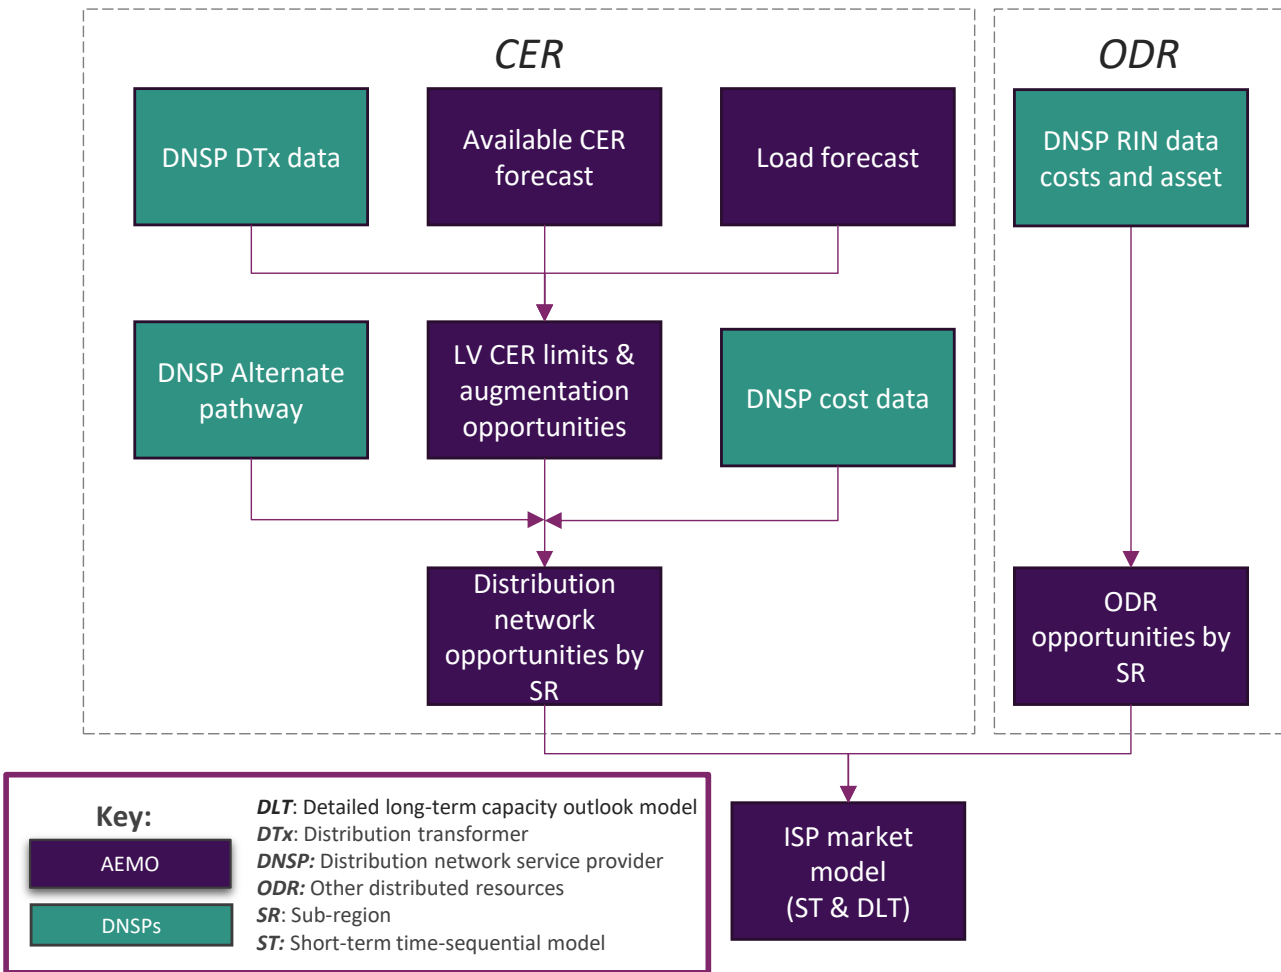 CER
ODR
DNSP DTx data
Available CER
forecast
Load forecast
DNSP RIN data
costs and asset
DNSP Alternate
pathway
LV CER limits &
augmentation
opportunities
DNSP cost data
Distribution
network
opportunities by
SR
ODR
opportunities by
SR
ISP market
model
(ST & DLT)
Key:
AEMO
DNSPs
DLT: Detailed long-term capacity outlook model
DTx: Distribution transformer
DNSP: Distribution network service provider
ODR: Other distributed resources
SR: Sub-region
ST: Short-term time-sequential model